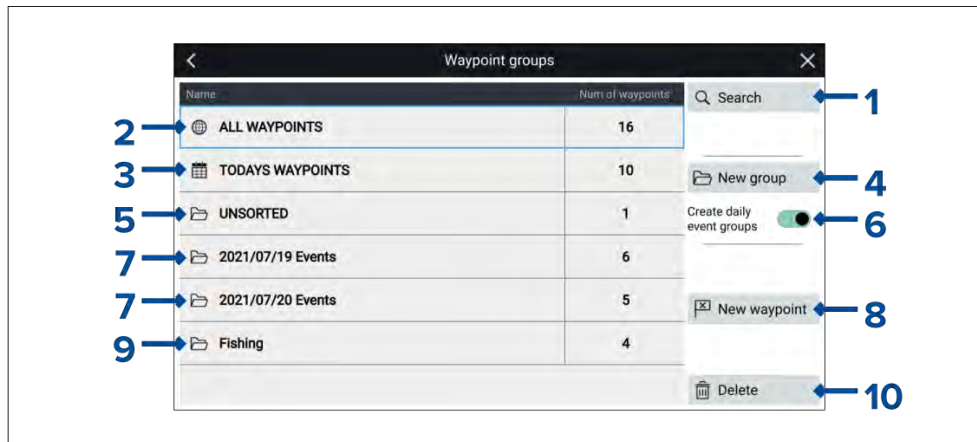 Waypoint groups
Name Num of waypoints
Search 1
2 ALL WAYPOINTS 16
3 TODAYS WAYPOINTS 10
New group 4
5 UNSORTED 1
Create daily
event groups 6
7 2021/07/19 Events 6
7 2021/07/20 Events 5
New waypoint 8
9 Fishing 4
Delete 10